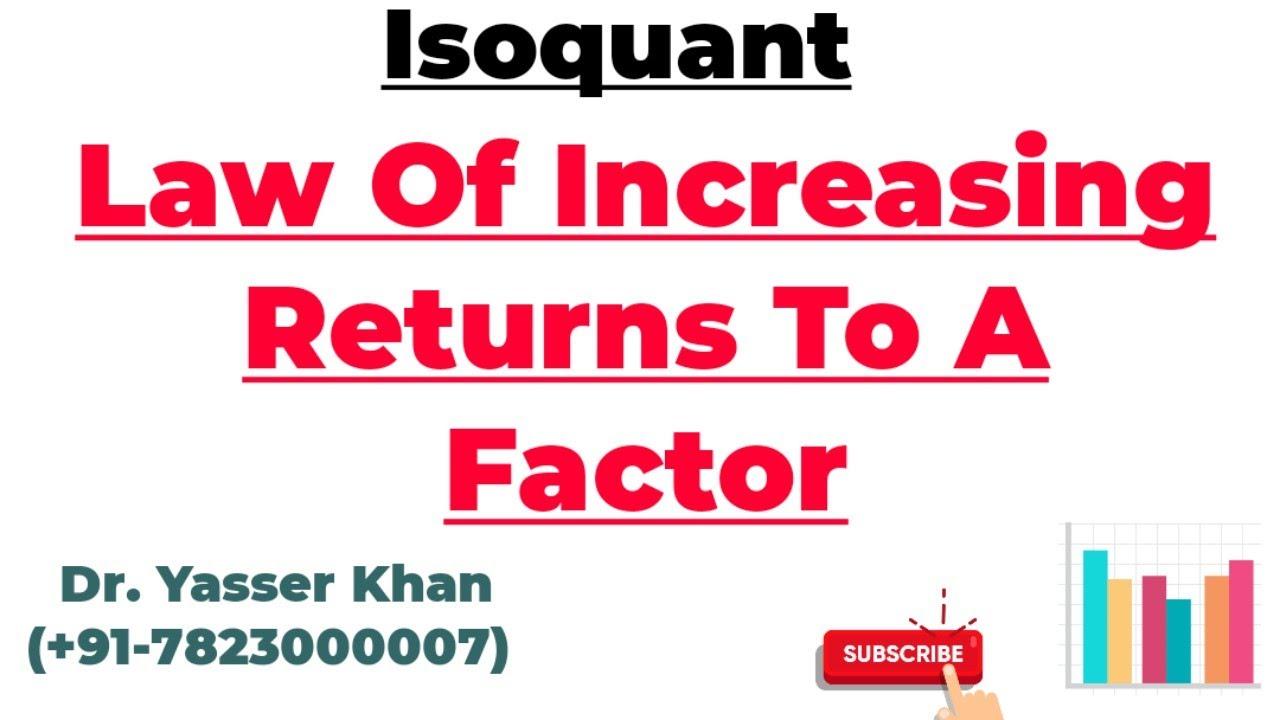 Isoquant
Law Of Increasing
Returns To A
Factor
Dr. Yasser Khan
(+91-7823000007)
SUBSCRIBE